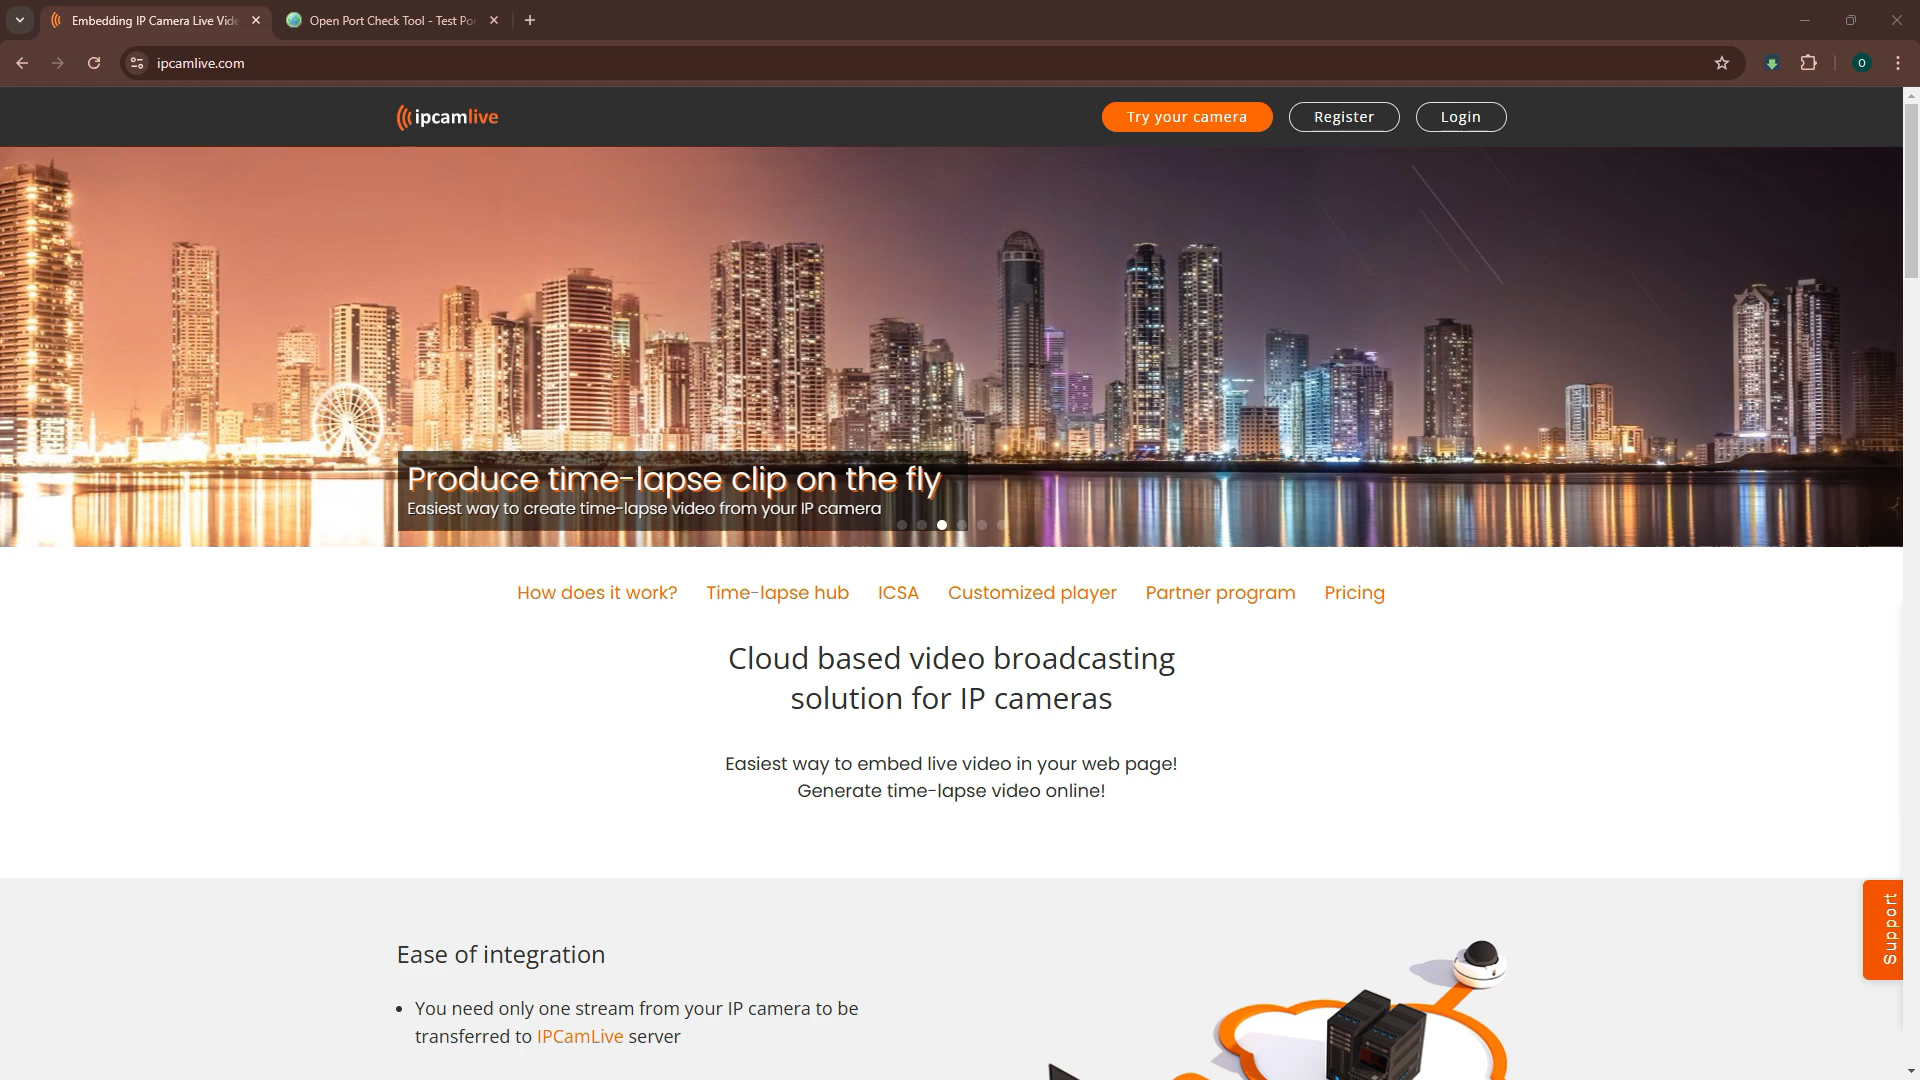 Embedding IP Camera Live Vide
Open Port Check Tool - Test Po
ipcamlive.com
O
ipcamlive
Try your camera
Register
Login
Produce time-lapse clip on the fly
Easiest way to create time-lapse video from your IP camera
How does it work?
Time-lapse hub
ICSA
Customized player
Partner program
Pricing
Cloud based video broadcasting
solution for IP cameras
Easiest way to embed live video in your web page!
Generate time-lapse video online!
Support
Ease of integration
• You need only one stream from your IP camera to be
transferred to IPCamLive server